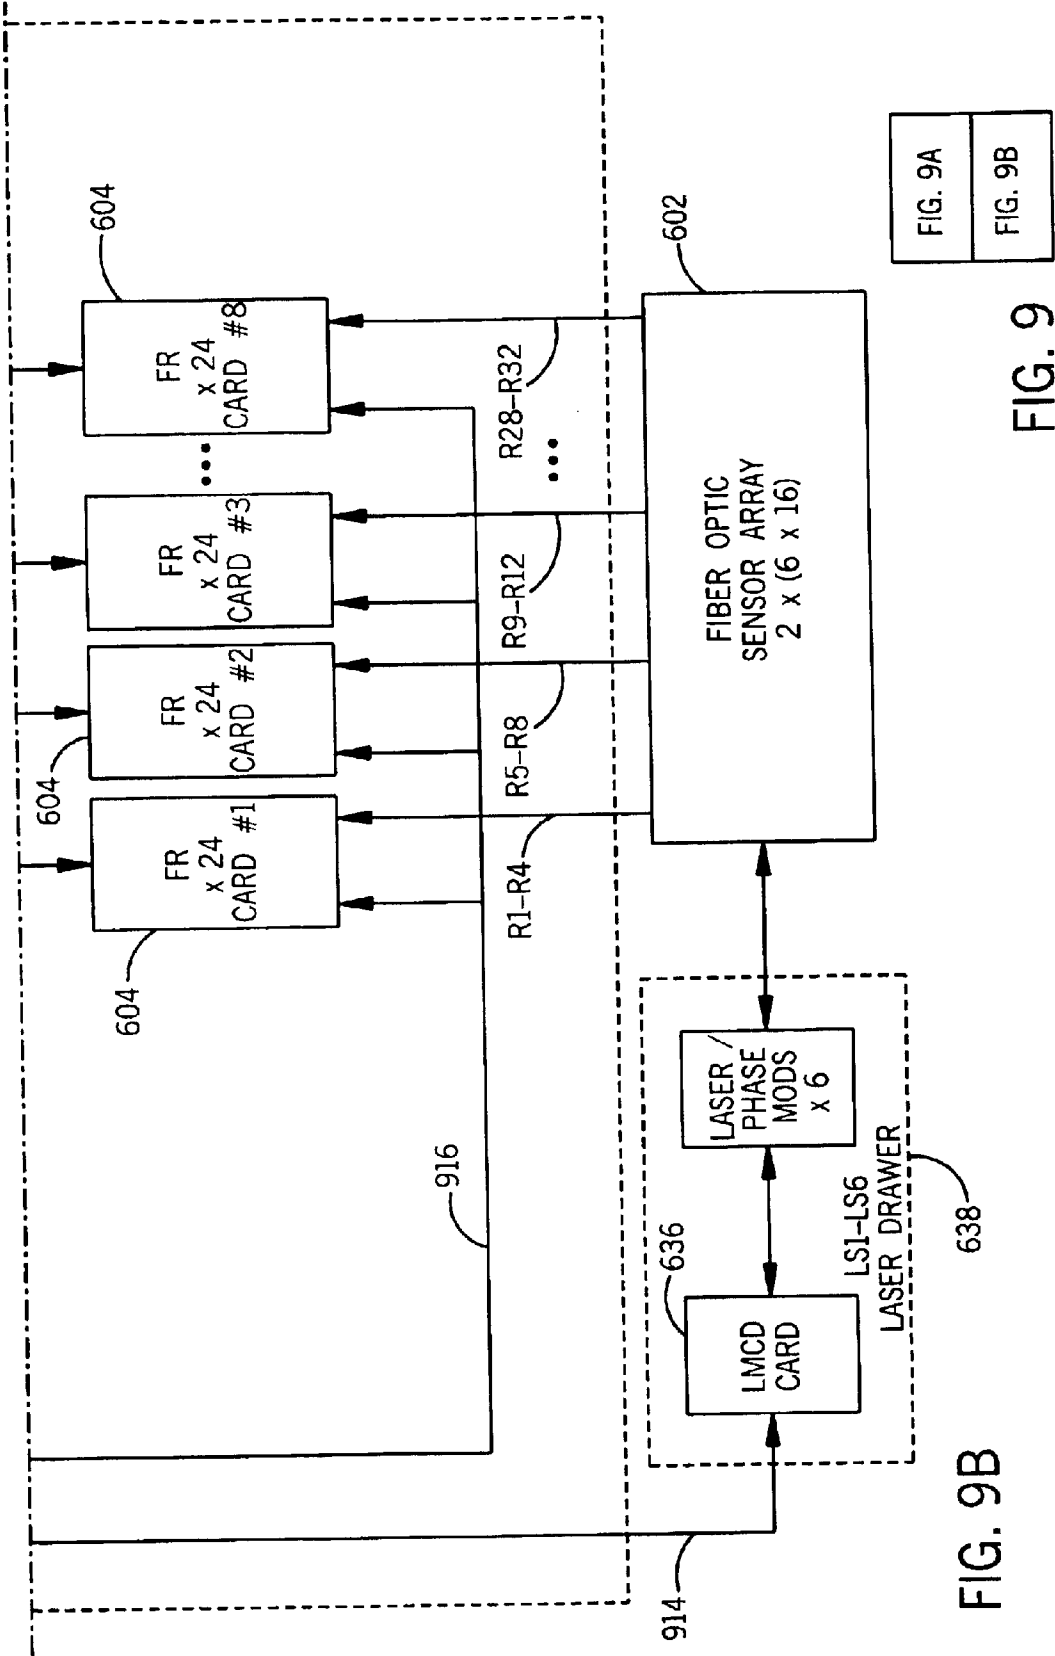 604
604
604
FR
x 24
CARD #1
FR
x 24
CARD #2
FR
x 24
CARD #3
FR
x 24
CARD #8
916
R1-R4
R5-R8
R9-R12
R28-R32
602
FIBER OPTIC
SENSOR ARRAY
2 x (6 x 16)
636
LMCD
CARD
LASER/
PHASE
MODS
x 6
LS1-LS6
LASER DRAWER
638
914
FIG. 9B
FIG. 9A
FIG. 9B
FIG. 9